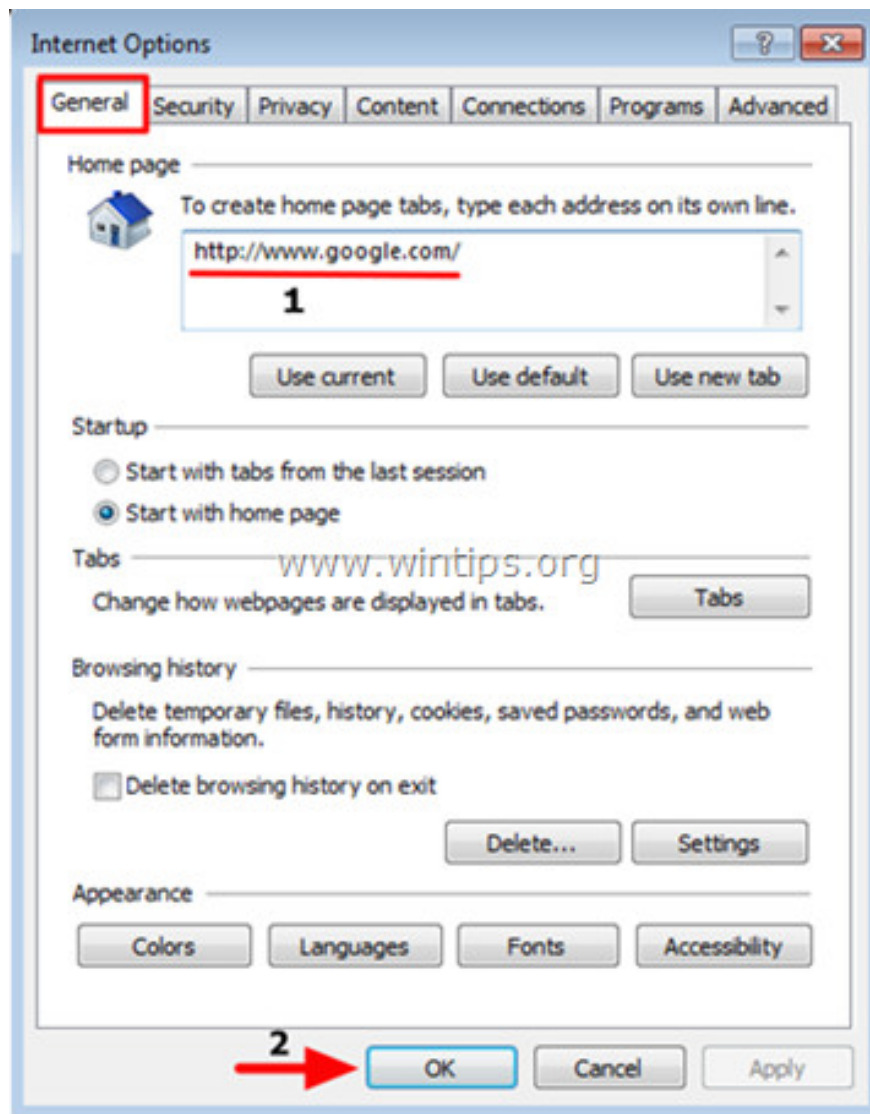 Internet Options
General Security Privacy Content Connections Programs Advanced
Home page
To create home page tabs, type each address on its own line.
http://www.google.com/
1
Use current Use default Use new tab
Startup
Start with tabs from the last session
Start with home page
www.wintips.org
Tabs
Change how webpages are displayed in tabs. Tabs
Browsing history
Delete temporary files, history, cookies, saved passwords, and web
form information.
Delete browsing history on exit
Delete... Settings
Appearance
Colors Languages Fonts Accessibility
2
OK Cancel Apply